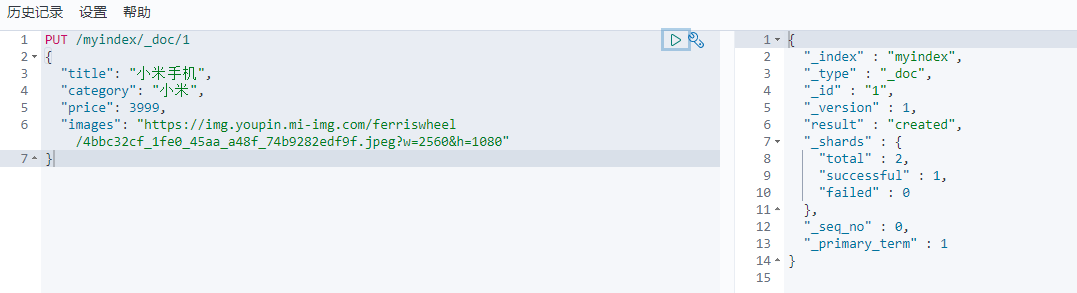 历史记录 设置 帮助
1 PUT /myindex/_doc/1
2 {
3 "title": "小米手机",
4 "category": "小米",
5 "price": 3999,
6 "images": "https://img.youpin.mi-img.com/ferriswheel
/4bbc32cf_1fe0_45aa_a48f_74b9282edf9f.jpeg?w=2560&h=1080"
7 }
1 {
2 "_index" : "myindex",
3 "_type" : "_doc",
4 "_id" : "1",
5 "_version" : 1,
6 "result" : "created",
7 "_shards" : {
8 "total" : 2,
9 "successful" : 1,
10 "failed" : 0
11 },
12 "_seq_no" : 0,
13 "_primary_term" : 1
14 }
15